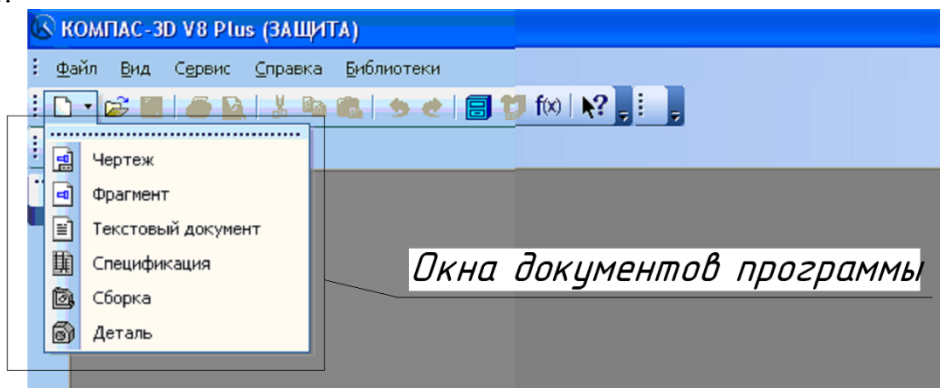 КОМПАС-3D V8 Plus (ЗАЩИТА)
Файл Вид Сервис Справка Библиотеки
f(x) ?
Чертеж
Фрагмент
Текстовый документ
Спецификация
Сборка
Деталь
Окна документов программы